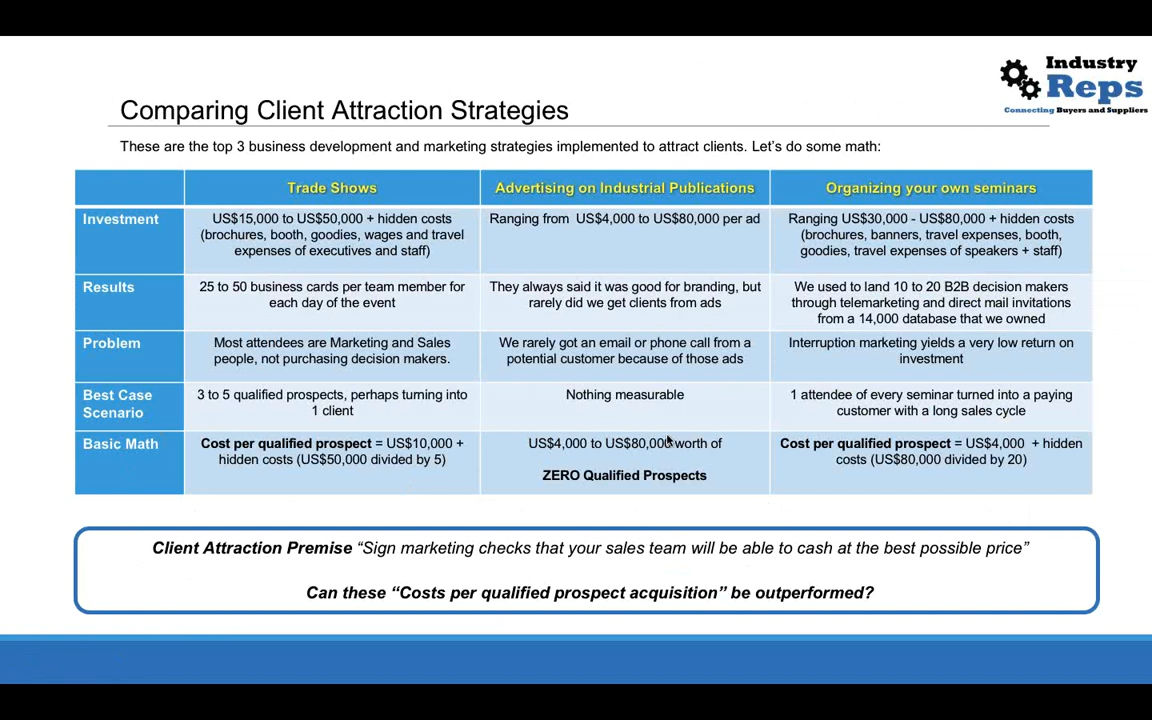 Industry
Reps
Connecting Buyers and Suppliers
Comparing Client Attraction Strategies
These are the top 3 business development and marketing strategies implemented to attract clients. Let’s do some math:
Trade Shows
Advertising on Industrial Publications
Organizing your own seminars
Investment
US$15,000 to US$50,000 + hidden costs
(brochures, booth, goodies, wages and travel
expenses of executives and staff)
Ranging from US$4,000 to US$80,000 per ad
Ranging US$30,000 - US$80,000 + hidden costs
(brochures, banners, travel expenses, booth,
goodies, travel expenses of speakers + staff)
Results
25 to 50 business cards per team member for
each day of the event
They always said it was good for branding, but
rarely did we get clients from ads
We used to land 10 to 20 B2B decision makers
through telemarketing and direct mail invitations
from a 14,000 database that we owned
Problem
Most attendees are Marketing and Sales
people, not purchasing decision makers.
We rarely got an email or phone call from a
potential customer because of those ads
Interruption marketing yields a very low return on
investment
Best Case
Scenario
3 to 5 qualified prospects, perhaps turning into
1 client
Nothing measurable
1 attendee of every seminar turned into a paying
customer with a long sales cycle
Basic Math
Cost per qualified prospect = US$10,000 +
hidden costs (US$50,000 divided by 5)
US$4,000 to US$80,000 worth of
ZERO Qualified Prospects
Cost per qualified prospect = US$4,000 + hidden
costs (US$80,000 divided by 20)
Client Attraction Premise “Sign marketing checks that your sales team will be able to cash at the best possible price”
Can these “Costs per qualified prospect acquisition” be outperformed?